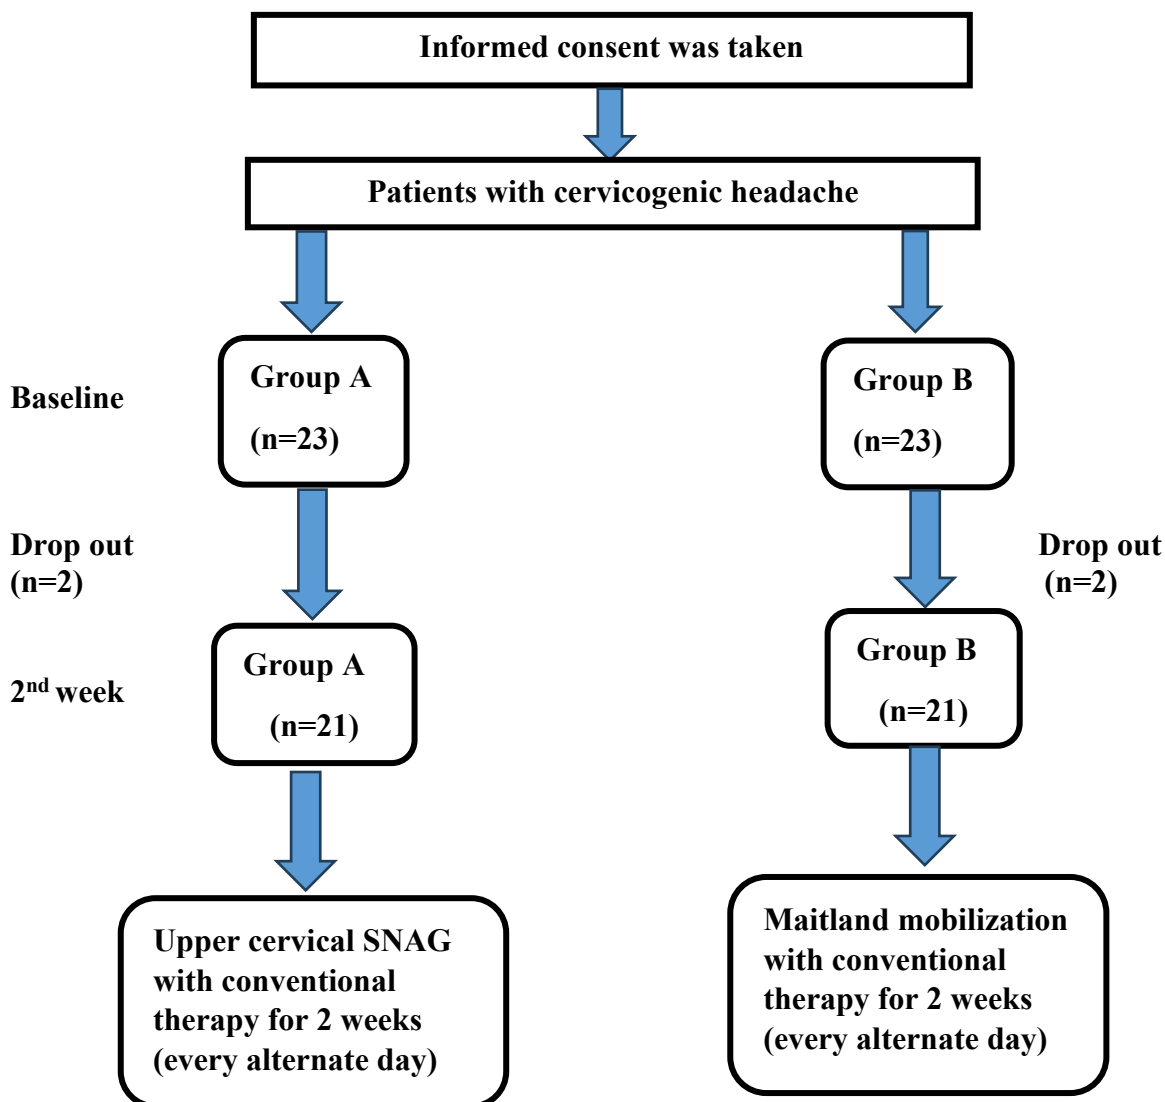 Informed consent was taken
Patients with cervicogenic headache
Baseline
Group A
(n=23)
Group B
(n=23)
Drop out
(n=2)
Drop out
(n=2)
2nd week
Group A
(n=21)
Group B
(n=21)
Upper cervical SNAG
with conventional
therapy for 2 weeks
(every alternate day)
Maitland mobilization
with conventional
therapy for 2 weeks
(every alternate day)